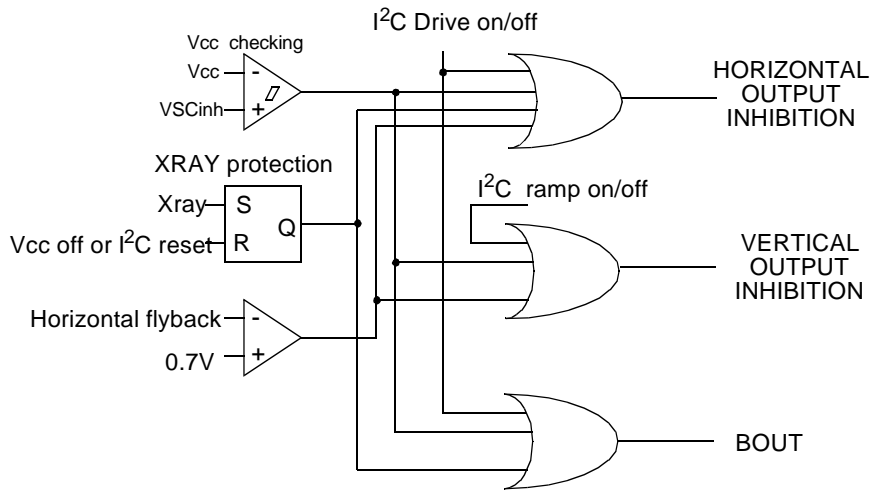 I²C Drive on/off
Vcc checking
Vcc
-
VSCinh
+
HORIZONTAL
OUTPUT
INHIBITION
XRAY protection
Xray
S
Q
Vcc off or I²C reset
R
I²C ramp on/off
VERTICAL
OUTPUT
INHIBITION
Horizontal flyback
-
0.7V
+
BOUT